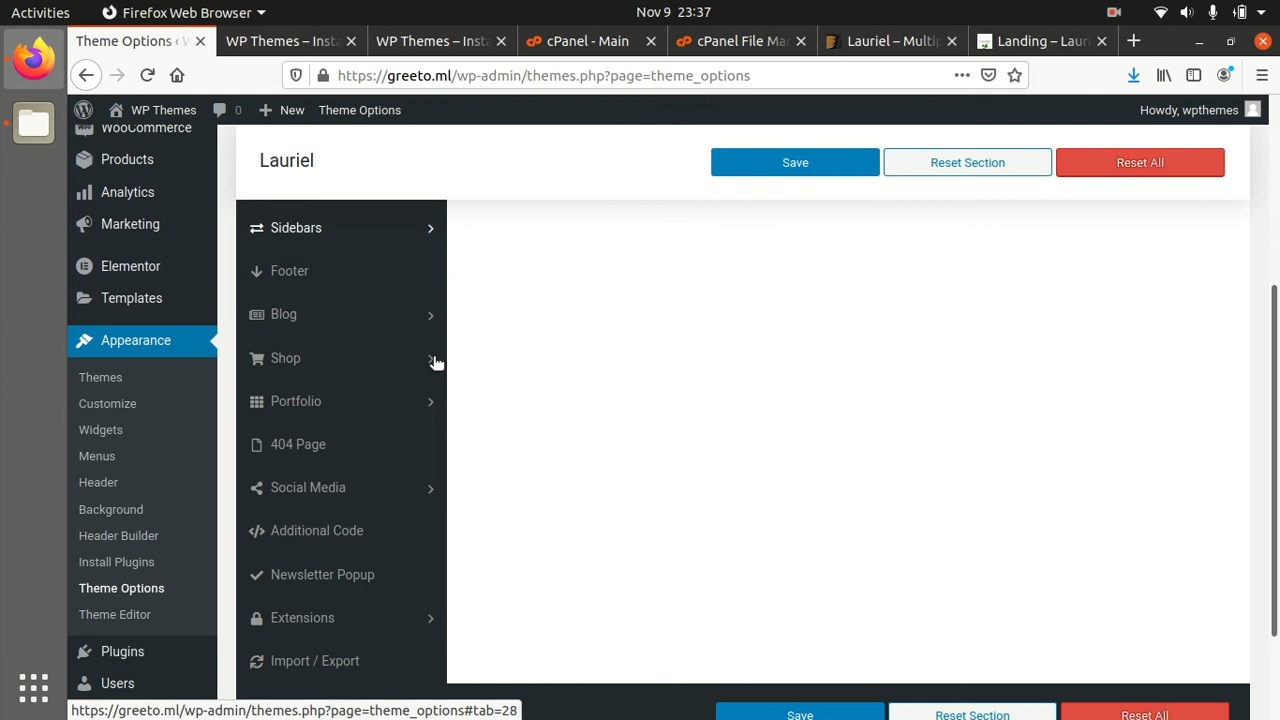 Activities
Firefox Web Browser
Nov 9 23:37
Theme Options ‹ W
WP Themes – Insta
WP Themes – Insta
cPanel - Main
cPanel File Man
Lauriel – Multip
Landing – Lauri
https://greeto.ml/wp-admin/themes.php?page=theme_options
WP Themes
0
New
Theme Options
Howdy, wpthemes
WooCommerce
Products
Analytics
Marketing
Elementor
Templates
Appearance
Themes
Customize
Widgets
Menus
Header
Background
Header Builder
Install Plugins
Theme Options
Theme Editor
Plugins
Users
Lauriel
Save
Reset Section
Reset All
Sidebars
Footer
Blog
Shop
Portfolio
404 Page
Social Media
Additional Code
Newsletter Popup
Extensions
Import / Export
Save
Reset Section
Reset All
https://greeto.ml/wp-admin/themes.php?page=theme_options#tab=28